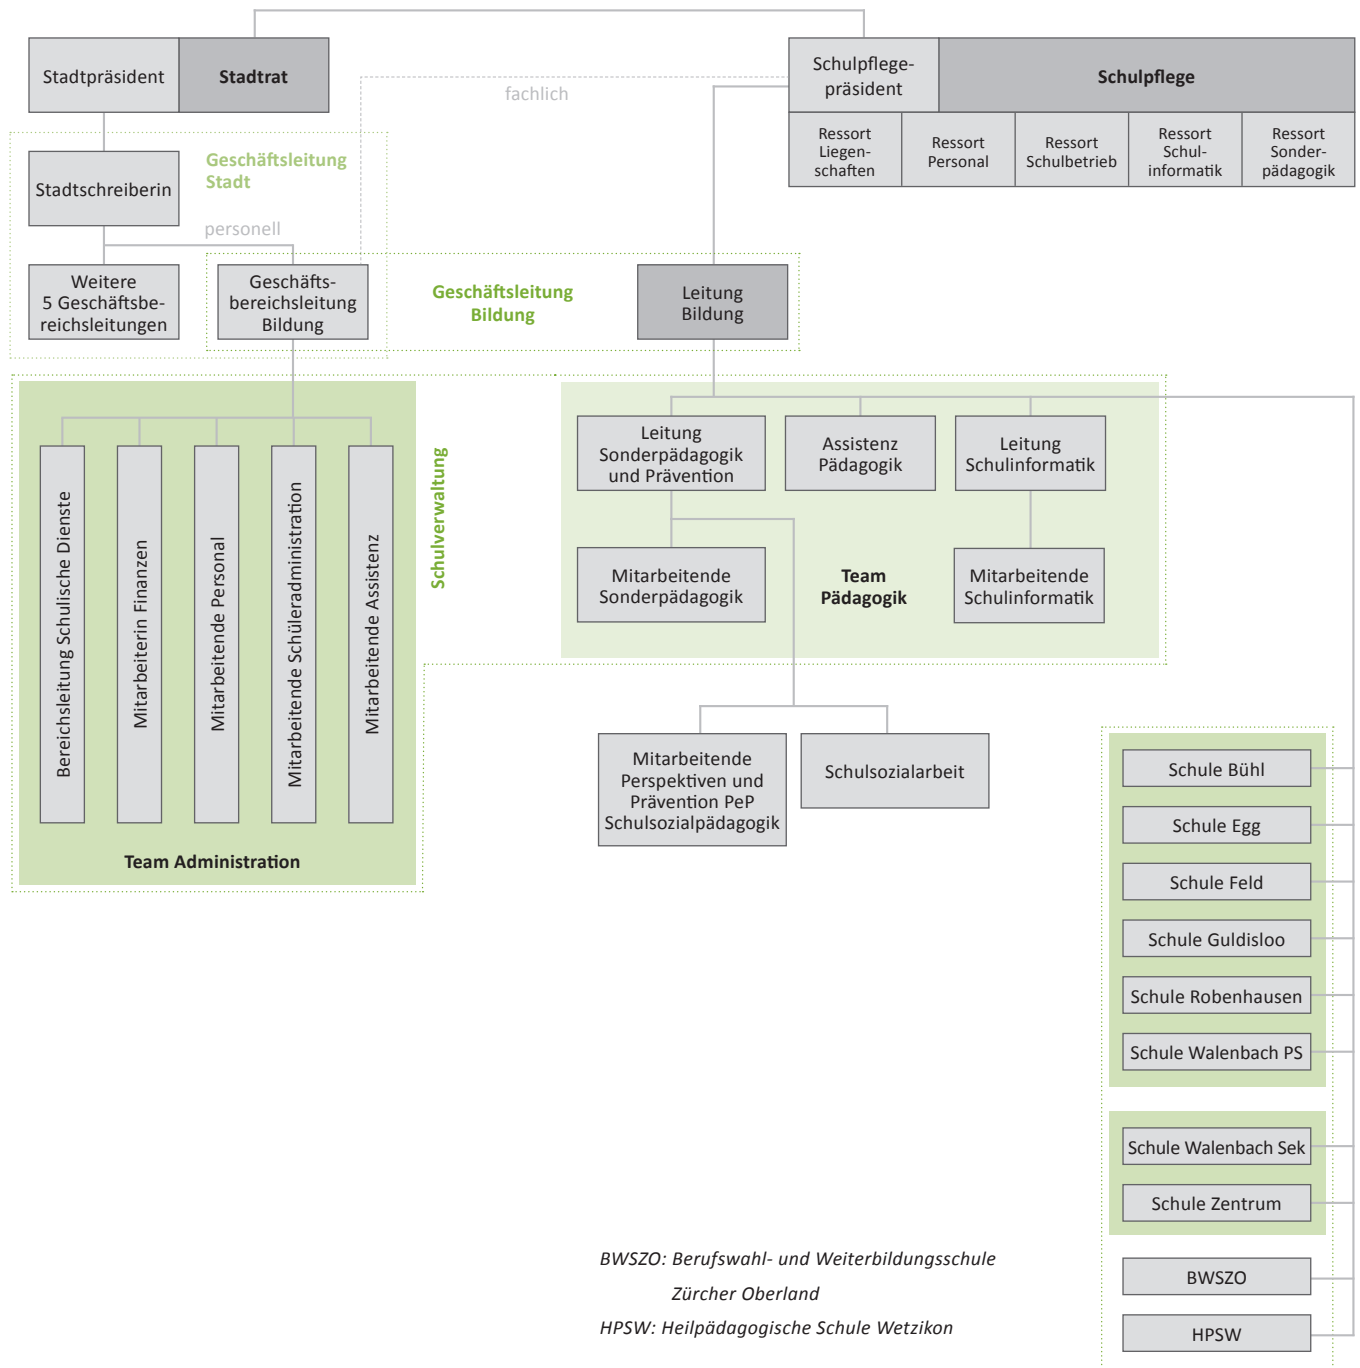 Stadtpräsident
Stadtrat
Schulpflege-
präsident
Schulpflege
fachlich
Ressort
Liegen-
schaften
Ressort
Personal
Ressort
Schulbetrieb
Ressort
Schul-
informatik
Ressort
Sonder-
pädagogik
Geschäftsleitung
Stadt
Stadtschreiberin
personell
Weitere
5 Geschäftsbe-
reichsleitungen
Geschäfts-
bereichsleitung
Bildung
Geschäftsleitung
Bildung
Leitung
Bildung
Bereichsleitung Schulische Dienste
Mitarbeiterin Finanzen
Mitarbeitende Personal
Mitarbeitende Schüleradministration
Mitarbeitende Assistenz
Team Administration
Schulverwaltung
Leitung
Sonderpädagogik
und Prävention
Assistenz
Pädagogik
Leitung
Schulinformatik
Mitarbeitende
Sonderpädagogik
Team
Pädagogik
Mitarbeitende
Schulinformatik
Mitarbeitende
Perspektiven und
Prävention PeP
Schulsozialpädagogik
Schulsozialarbeit
Schule Bühl
Schule Egg
Schule Feld
Schule Guldisloo
Schule Robenhausen
Schule Walenbach PS
Schule Walenbach Sek
Schule Zentrum
BWSZO
HPSW
BWSZO: Berufswahl- und Weiterbildungsschule
Zürcher Oberland
HPSW: Heilpädagogische Schule Wetzikon